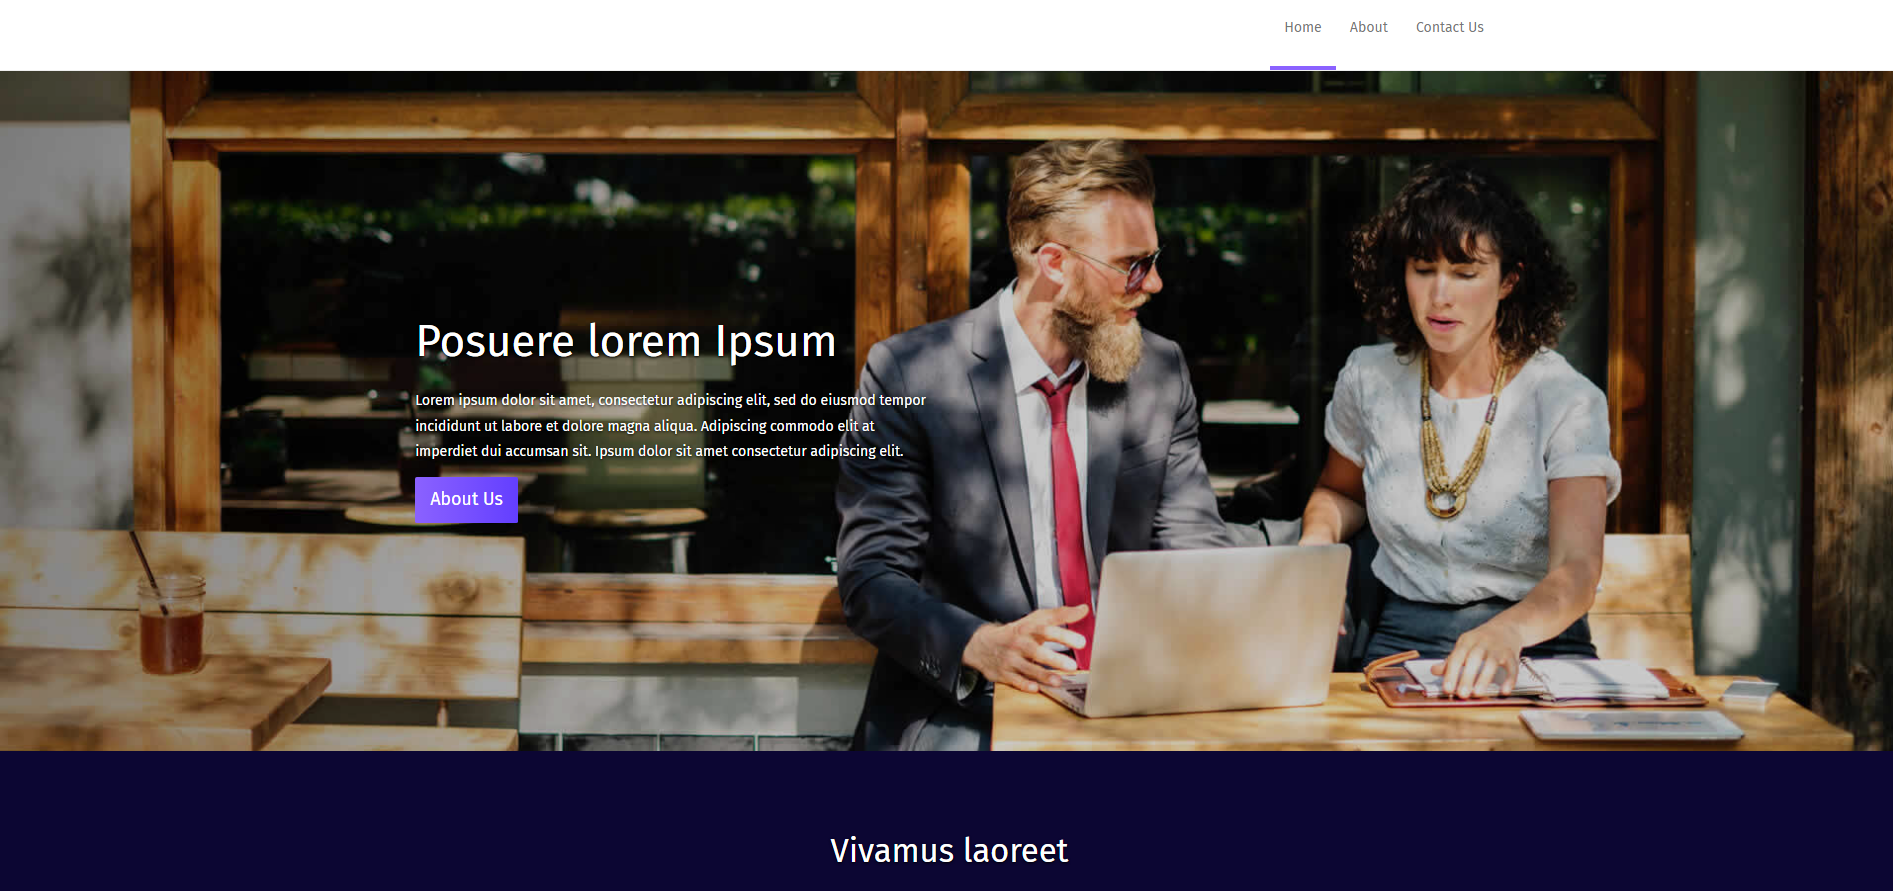 Home About Contact Us
Posuere lorem Ipsum
Lorem ipsum dolor sit amet, consectetur adipiscing elit, sed do eiusmod tempor
incididunt ut labore et dolore magna aliqua. Adipiscing commodo elit at
imperdiet dui accumsan sit. Ipsum dolor sit amet consectetur adipiscing elit.
About Us
Vivamus laoreet